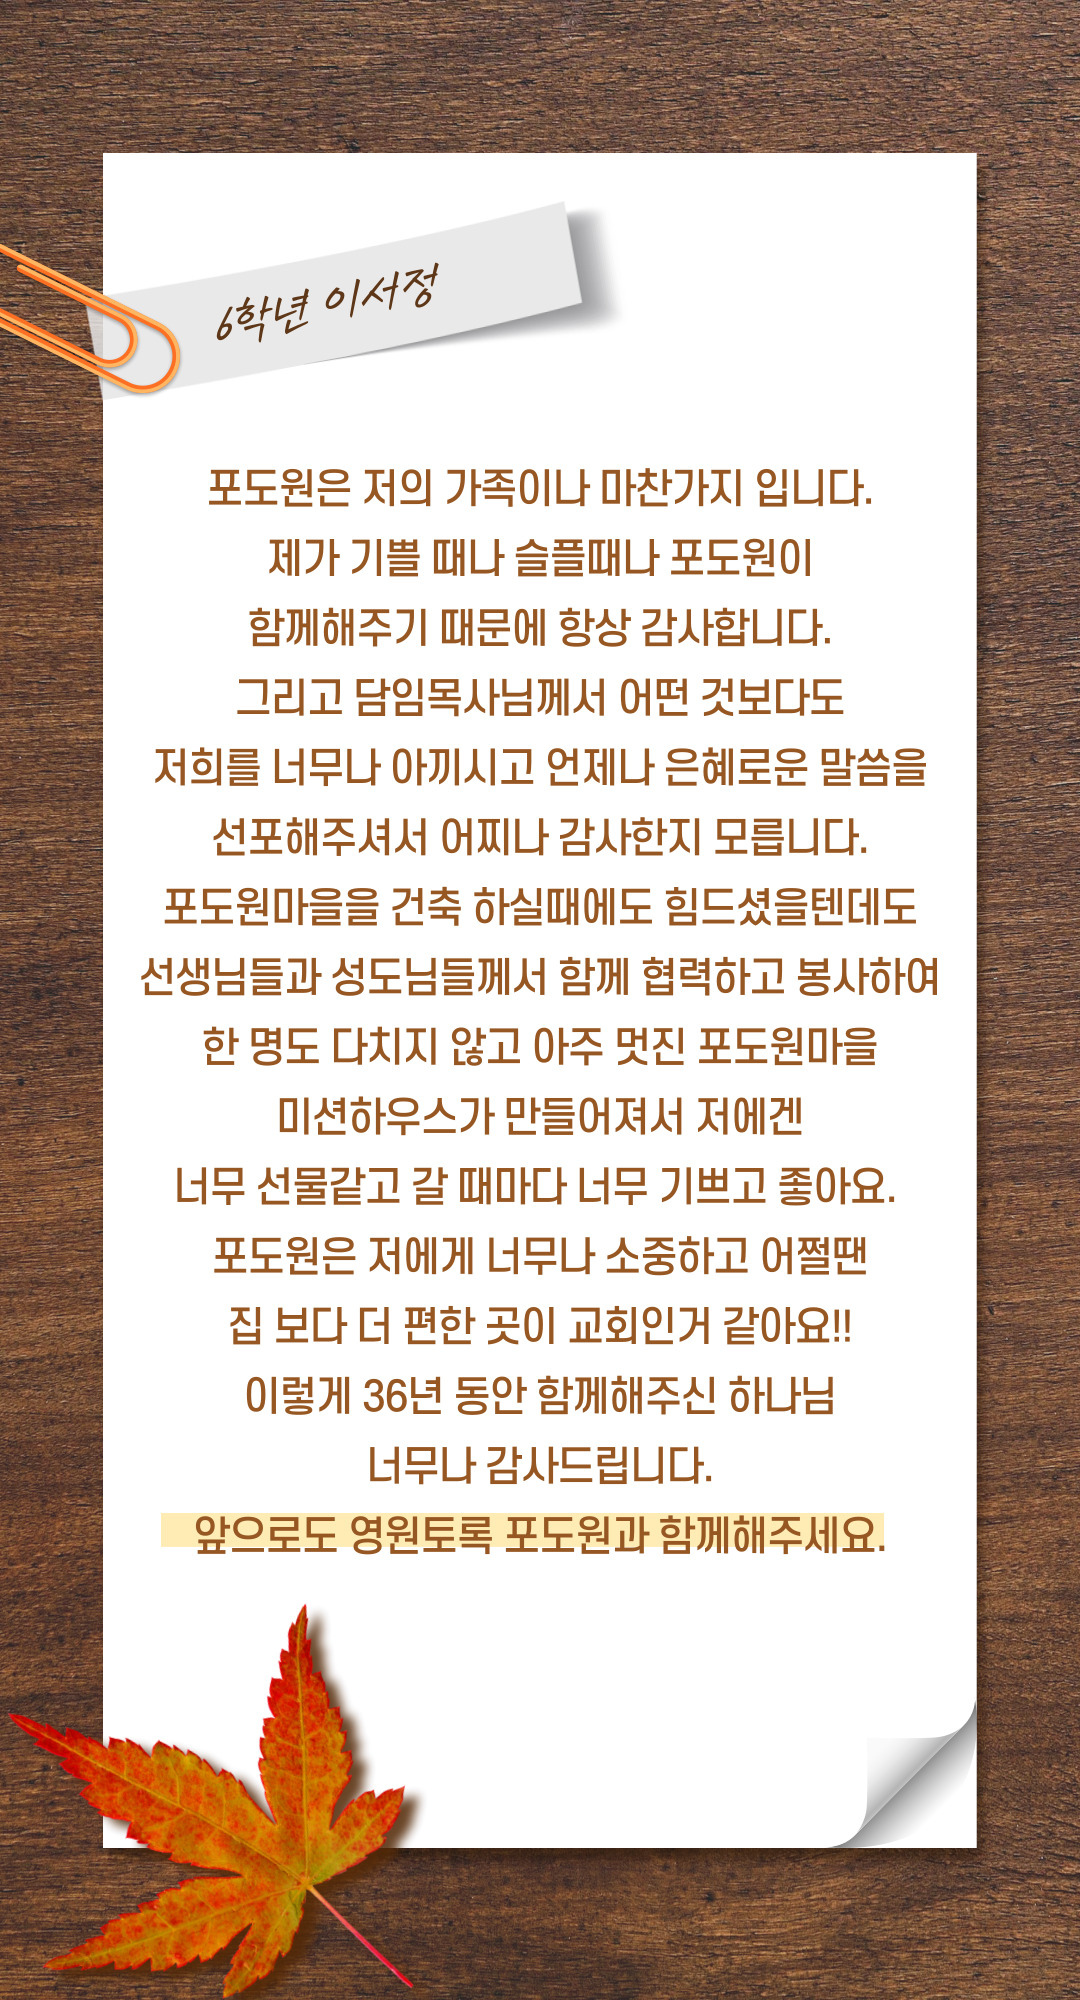 6학년 이서정
포도원은 저의 가족이나 마찬가지 입니다.
제가 기쁠 때나 슬플때나 포도원이
함께해주기 때문에 항상 감사합니다.
그리고 담임목사님께서 어떤 것보다도
저희를 너무나 아끼시고 언제나 은혜로운 말씀을
선포해주셔서 어찌나 감사한지 모릅니다.
포도원마을을 건축 하실때에도 힘드셨을텐데도
선생님들과 성도님들께서 함께 협력하고 봉사하여
한 명도 다치지 않고 아주 멋진 포도원마을
미션하우스가 만들어져서 저에겐
너무 선물같고 갈 때마다 너무 기쁘고 좋아요.
포도원은 저에게 너무나 소중하고 어쩔땐
집 보다 더 편한 곳이 교회인거 같아요!!
이렇게 36년 동안 함께해주신 하나님
너무나 감사드립니다.
앞으로도 영원토록 포도원과 함께해주세요.